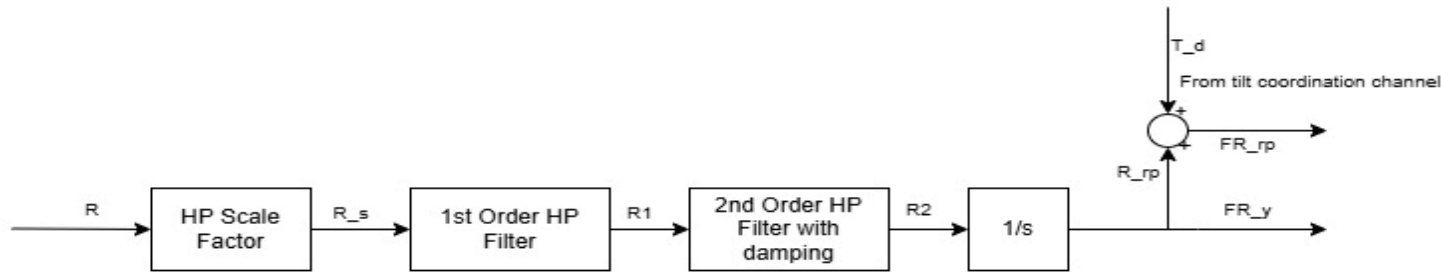 T_d
From tilt coordination channel
+
+
FR_rp
R_rp
R
HP Scale
Factor
R_s
1st Order HP
Filter
R1
2nd Order HP
Filter with
damping
R2
1/s
FR_y